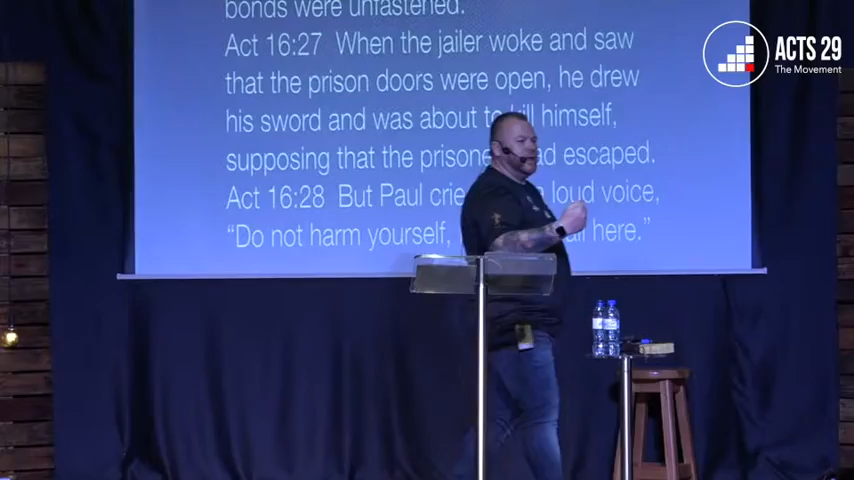 bonds were unfastened.
Act 16:27 When the jailer woke and saw
that the prison doors were open, he drew
his sword and was about to kill himself,
supposing that the prisone ad escaped.
Act 16:28 But Paul crie loud voice,
"Do not harm yourself, all here."
ACTS 29
The Movement